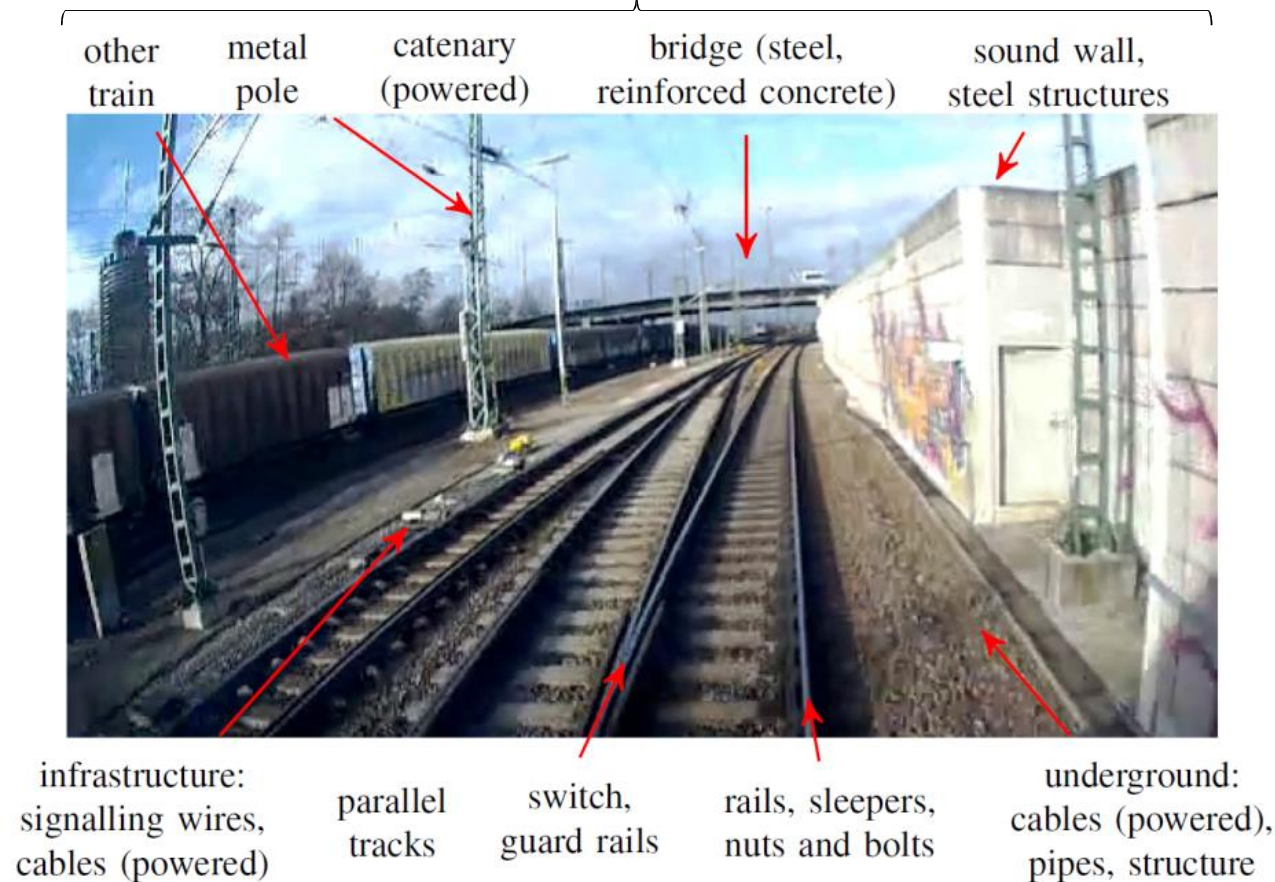 other
train
metal
pole
catenary
(powered)
bridge (steel,
reinforced concrete)
sound wall,
steel structures
infrastructure:
signalling wires,
cables (powered)
parallel
tracks
switch,
guard rails
rails, sleepers,
nuts and bolts
underground:
cables (powered),
pipes, structure